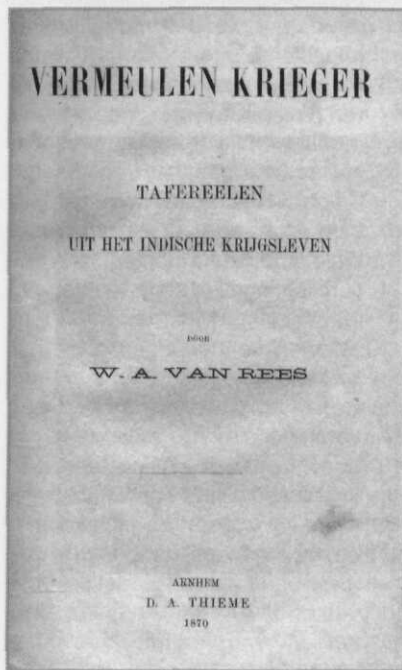 VERMEULEN KRIEGER
TAFEREELEN
UIT HET INDISCHE KRIJGSLEVEN
DOOR
W. A. VAN REES
ARNHEM
D. A. THIEME
1870